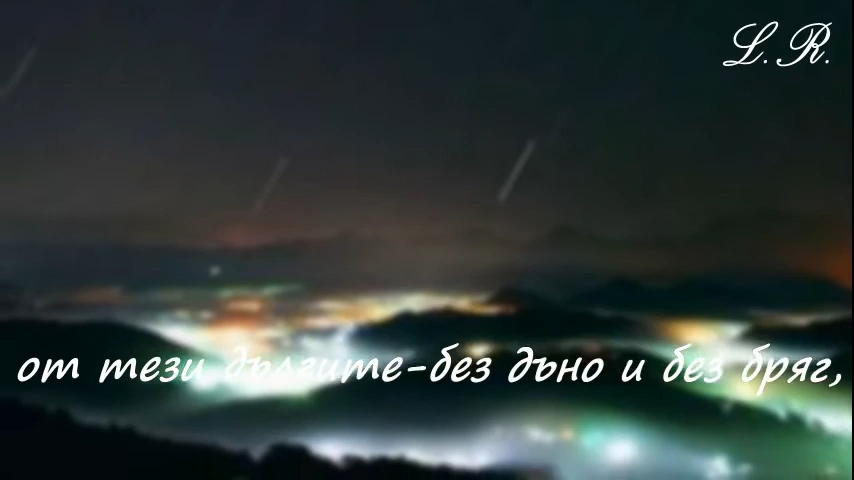 L. R.
от тези дългите-без дъно и без бряг,